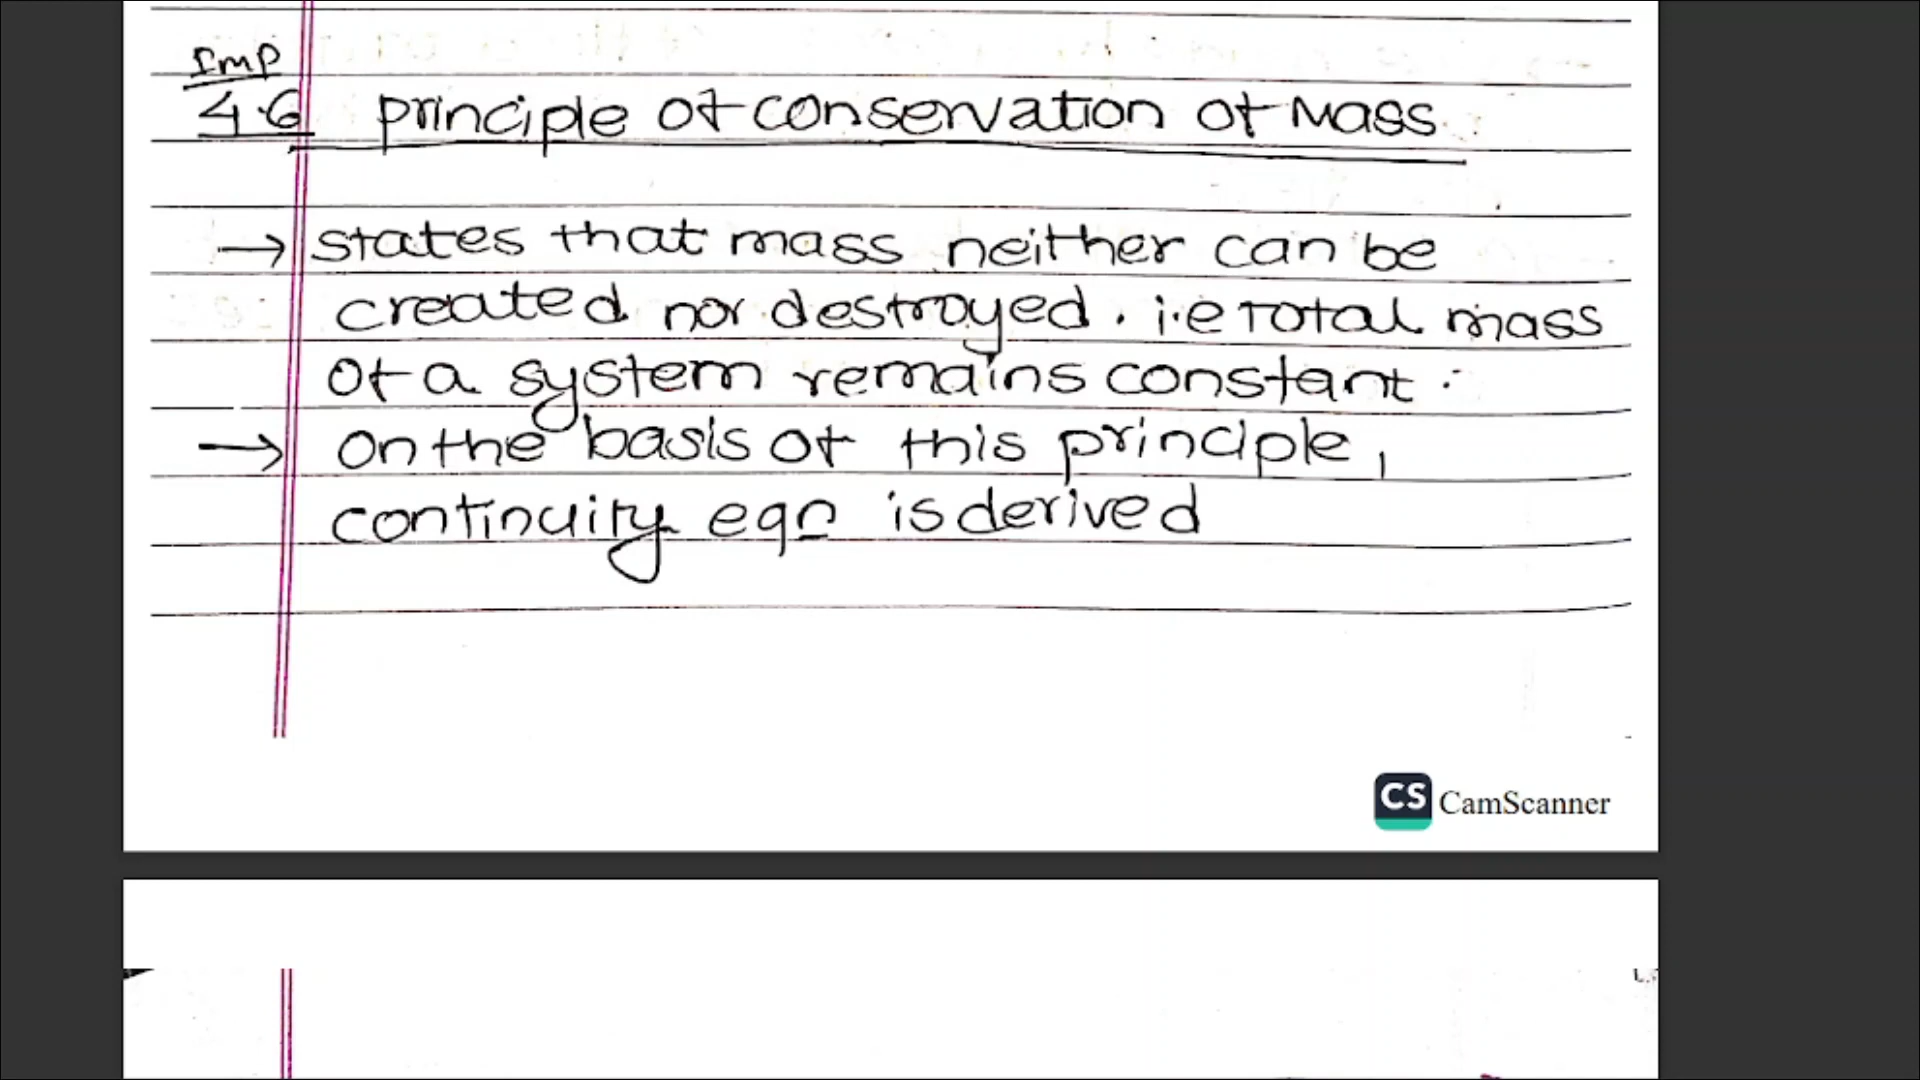 Imp
4.6 principle of conservation of Mass
→ states that mass neither can be
created nor destroyed. i.e Total mass
of a system remains constant.
→ on the basis of this principle,
continuity eqn is derived
CS CamScanner